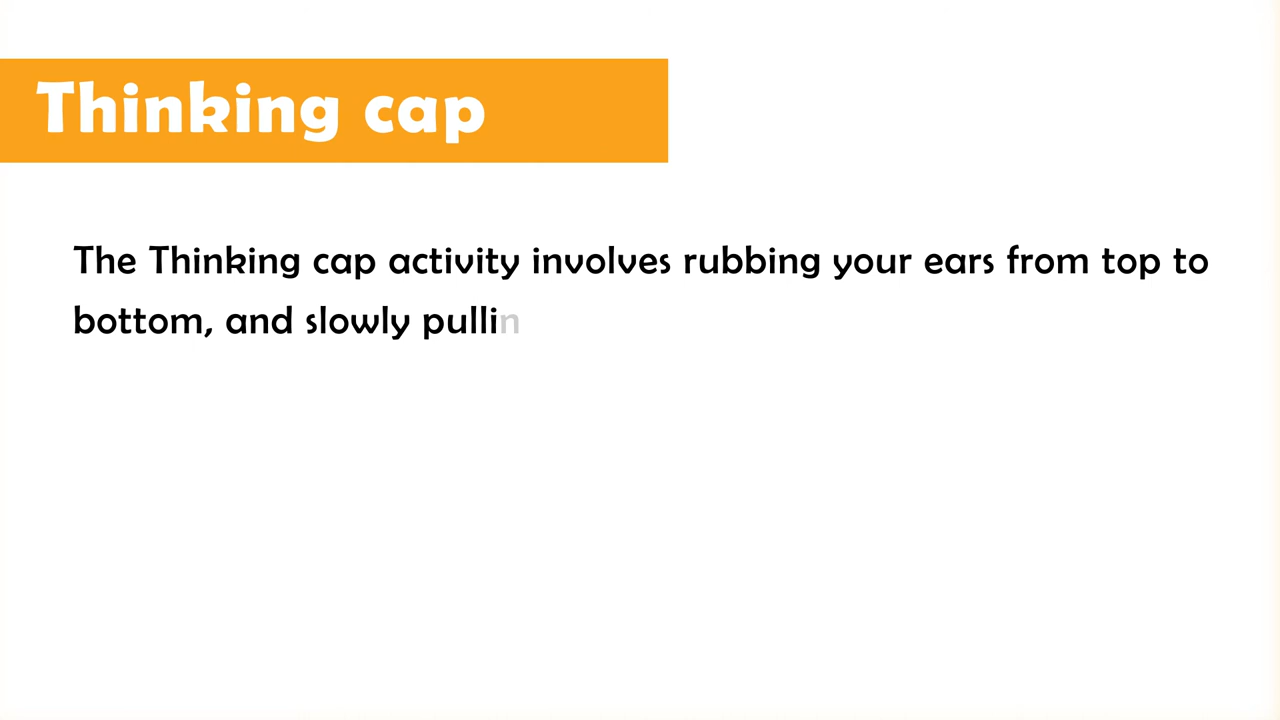 Thinking cap
The Thinking cap activity involves rubbing your ears from top to
bottom, and slowly pullin